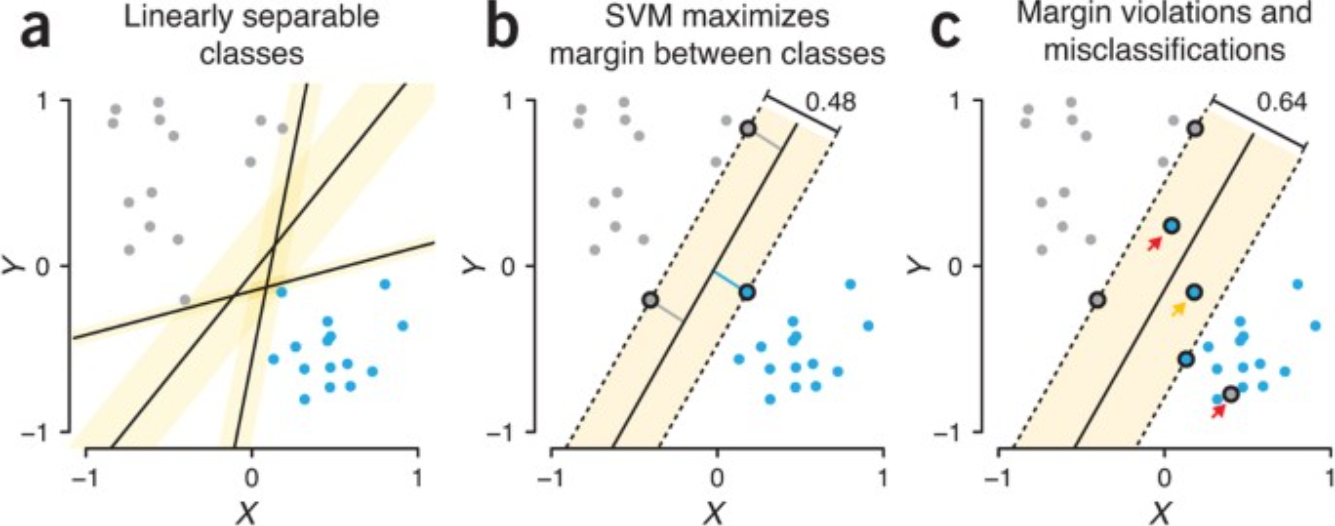 a
Linearly separable
classes
1
0
−1
Y
−1
0
1
X
b
SVM maximizes
margin between classes
0.48
1
0
−1
Y
−1
0
1
X
c
Margin violations and
misclassifications
0.64
1
0
−1
Y
−1
0
1
X